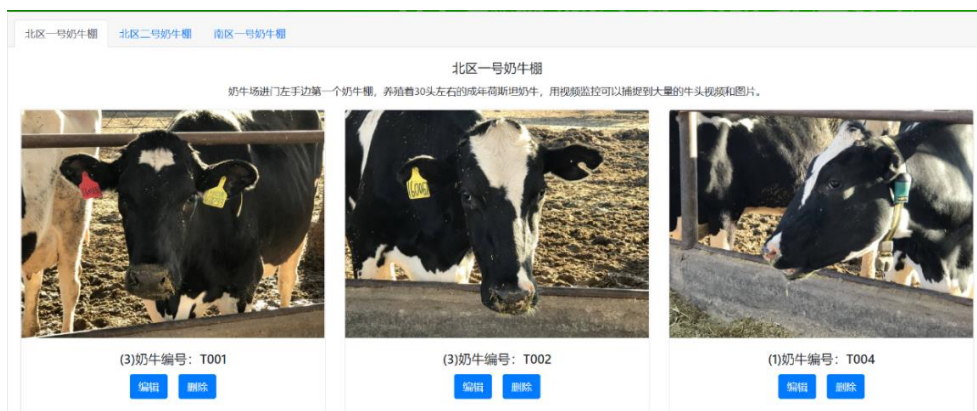 北区一号奶牛棚 北区二号奶牛棚 南区一号奶牛棚
北区一号奶牛棚
奶牛场进门左手边第一个奶牛棚，养殖着30头左右的成年荷斯坦奶牛，用视频监控可以捕捉到大量的牛头视频和图片。
(3)奶牛编号：T001
(3)奶牛编号：T002
(1)奶牛编号：T004
编辑 删除
编辑 删除
编辑 删除